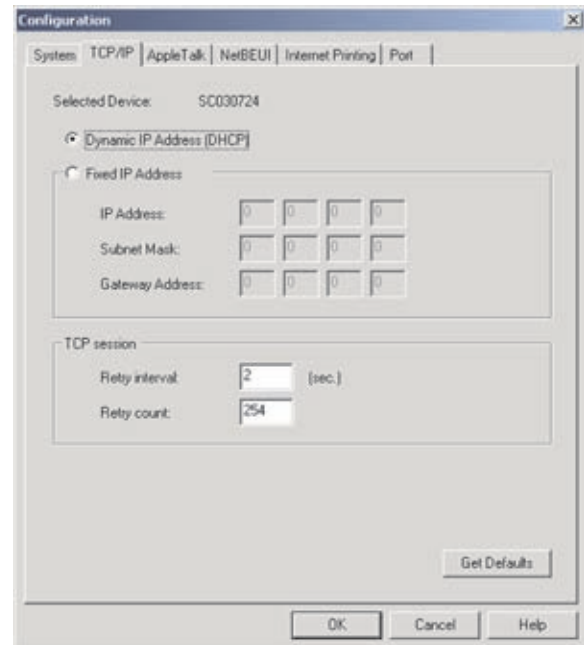 Configuration
System TCP/IP AppleTalk NetBEUI Internet Printing Port
Selected Device: SC030724
Dynamic IP Address (DHCP)
Fixed IP Address
IP Address: 0 0 0 0
Subnet Mask: 0 0 0 0
Gateway Address: 0 0 0 0
TCP session
Retry interval: 2 (sec.)
Retry count: 254
Get Defaults
OK Cancel Help